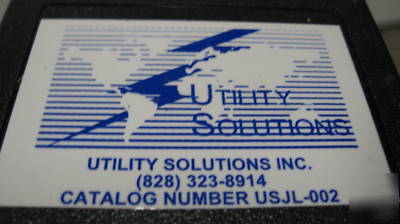 UTILITY
SOLUTIONS
UTILITY SOLUTIONS INC.
(828) 323-8914
CATALOG NUMBER USJL-002